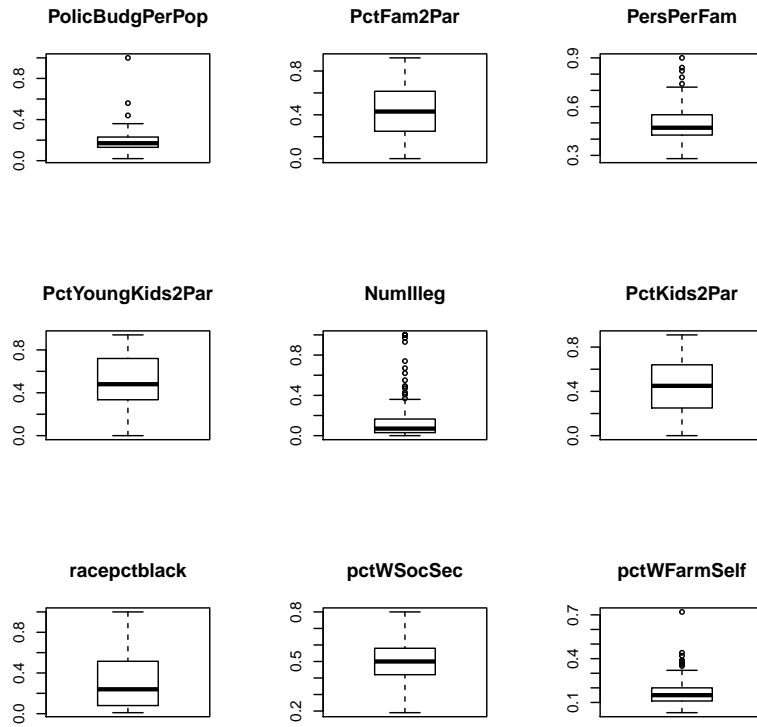 PolicBudgPerPop PctFam2Par PersPerFam
0.0 0.4 0.8 0.0 0.4 0.8 0.3 0.6 0.9
PctYoungKids2Par NumIlleg PctKids2Par
0.0 0.4 0.8 0.0 0.4 0.8 0.0 0.4 0.8
racepctblack pctWSocSec pctWFarmSelf
0.0 0.4 0.8 0.2 0.5 0.8 0.1 0.4 0.7